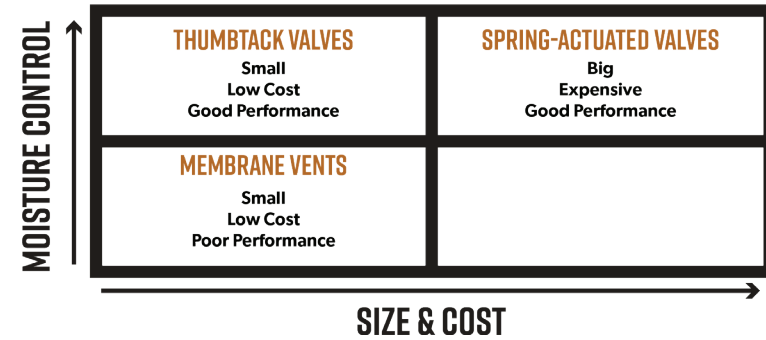 MOISTURE CONTROL
THUMBTACK VALVES
Small
Low Cost
Good Performance
SPRING-ACTUATED VALVES
Big
Expensive
Good Performance
MEMBRANE VENTS
Small
Low Cost
Poor Performance
SIZE & COST